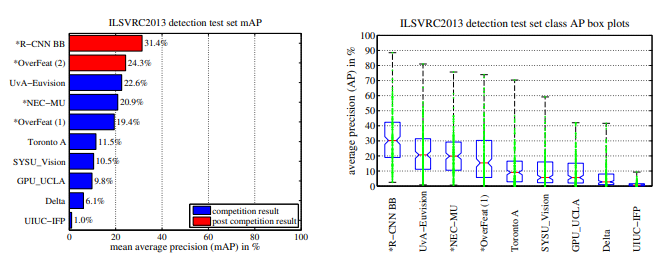 ILSVRC2013 detection test set mAP
*R-CNN BB 31.4%
*OverFeat (2) 24.3%
UvA-Euvision 22.6%
*NEC-MU 20.9%
*OverFeat (1) 19.4%
Toronto A 11.5%
SYSU_Vision 10.5%
GPU_UCLA 9.8%
Delta 6.1%
UIUC-IFP 1.0%
competition result
post competition result
0 20 40 60 80 100
mean average precision (mAP) in %
ILSVRC2013 detection test set class AP box plots
average precision (AP) in %
100
90
80
70
60
50
40
30
20
10
0
*R-CNN BB
UvA-Euvision
*NEC-MU
*OverFeat (1)
Toronto A
SYSU_Vision
GPU_UCLA
Delta
UIUC-IFP